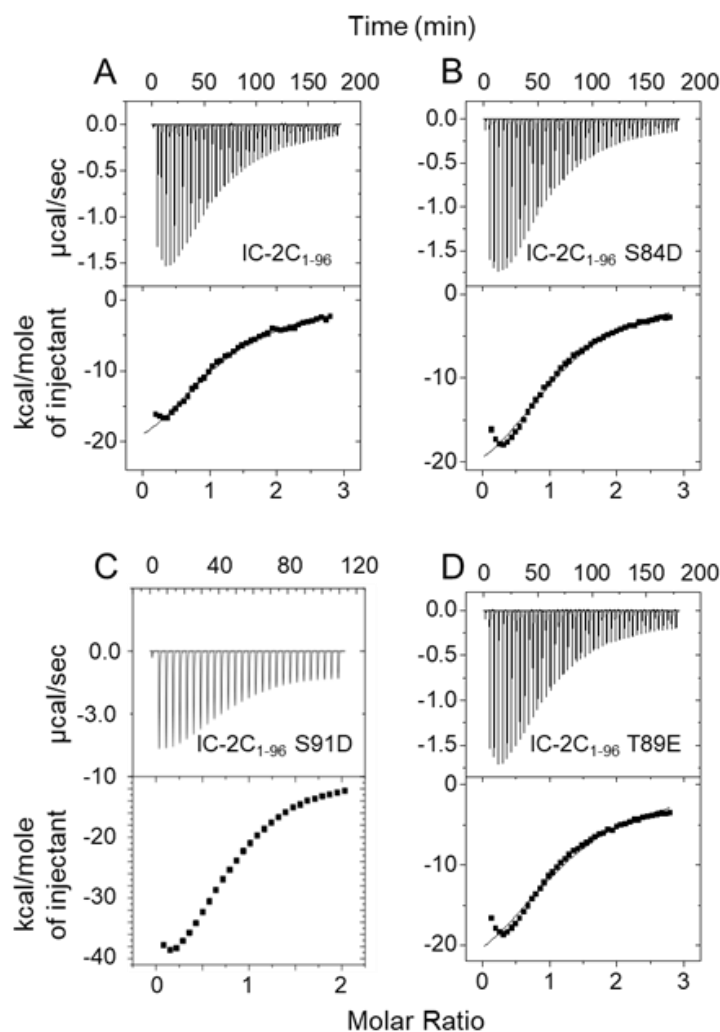 Time (min)
A
0 50 100 150 200
0.0
-0.5
-1.0
-1.5
µcal/sec
IC-2C₁₋₉₆
0
-10
-20
kcal/mole
of injectant
0 1 2 3
B
0 50 100 150 200
0.0
-0.5
-1.0
-1.5
IC-2C₁₋₉₆ S84D
0
-10
-20
0 1 2 3
C
0 40 80 120
0.0
-3.0
µcal/sec
IC-2C₁₋₉₆ S91D
-10
-20
-30
-40
kcal/mole
of injectant
0 1 2
D
0 50 100 150 200
0.0
-0.5
-1.0
-1.5
IC-2C₁₋₉₆ T89E
0
-10
-20
0 1 2 3
Molar Ratio